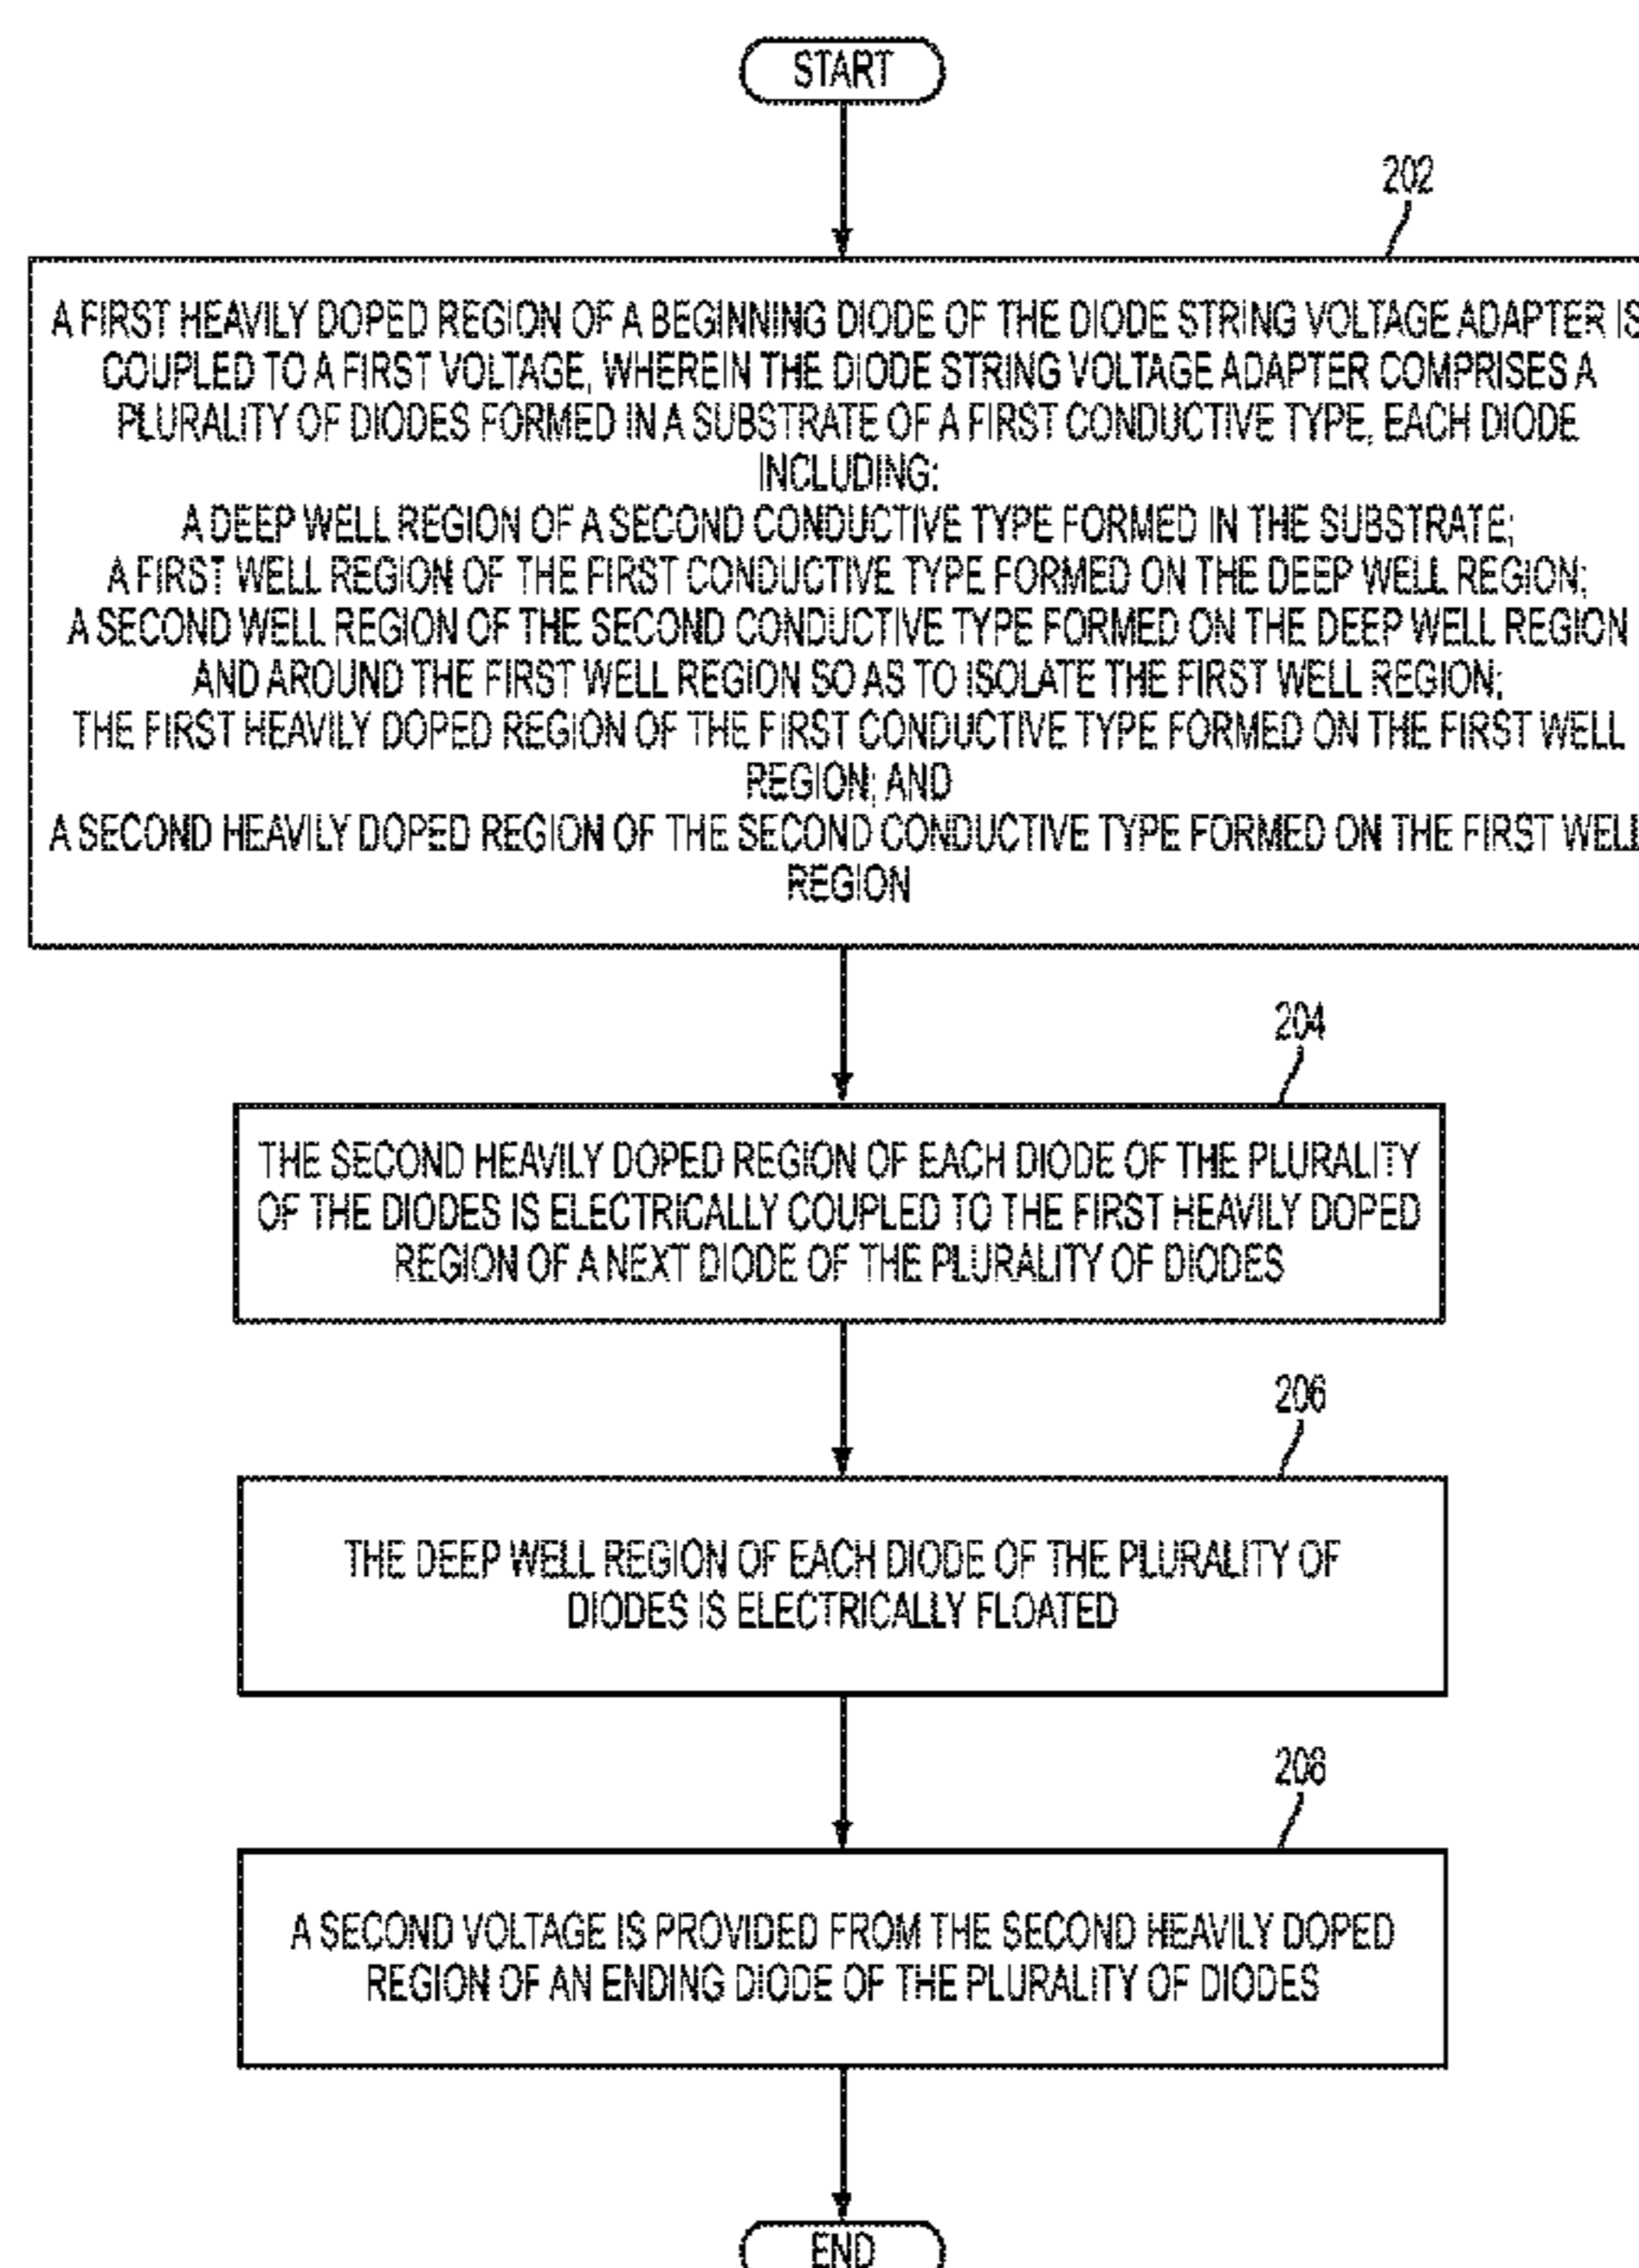 START
202
A FIRST HEAVILY DOPED REGION OF A BEGINNING DIODE OF THE DIODE STRING VOLTAGE ADAPTER IS
COUPLED TO A FIRST VOLTAGE, WHEREIN THE DIODE STRING VOLTAGE ADAPTER COMPRISES A
PLURALITY OF DIODES FORMED IN A SUBSTRATE OF A FIRST CONDUCTIVE TYPE, EACH DIODE
INCLUDING:
A DEEP WELL REGION OF A SECOND CONDUCTIVE TYPE FORMED IN THE SUBSTRATE;
A FIRST WELL REGION OF THE FIRST CONDUCTIVE TYPE FORMED ON THE DEEP WELL REGION;
A SECOND WELL REGION OF THE SECOND CONDUCTIVE TYPE FORMED ON THE DEEP WELL REGION
AND AROUND THE FIRST WELL REGION SO AS TO ISOLATE THE FIRST WELL REGION;
THE FIRST HEAVILY DOPED REGION OF THE FIRST CONDUCTIVE TYPE FORMED ON THE FIRST WELL
REGION; AND
A SECOND HEAVILY DOPED REGION OF THE SECOND CONDUCTIVE TYPE FORMED ON THE FIRST WELL
REGION
204
THE SECOND HEAVILY DOPED REGION OF EACH DIODE OF THE PLURALITY
OF THE DIODES IS ELECTRICALLY COUPLED TO THE FIRST HEAVILY DOPED
REGION OF A NEXT DIODE OF THE PLURALITY OF DIODES
206
THE DEEP WELL REGION OF EACH DIODE OF THE PLURALITY OF
DIODES IS ELECTRICALLY FLOATED
208
A SECOND VOLTAGE IS PROVIDED FROM THE SECOND HEAVILY DOPED
REGION OF AN ENDING DIODE OF THE PLURALITY OF DIODES
END